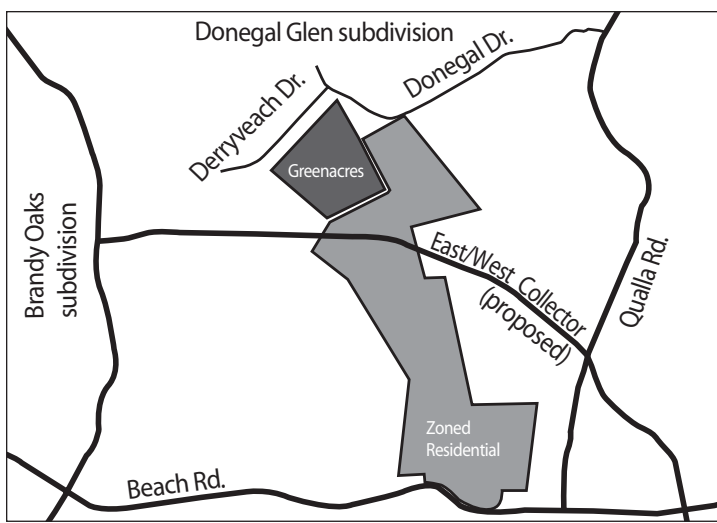 Donegal Glen subdivision
Donegal Dr.
Derryveach Dr.
Greenacres
Brandy Oaks
subdivision
East/West Collector
(proposed)
Qualla Rd.
Zoned
Residential
Beach Rd.